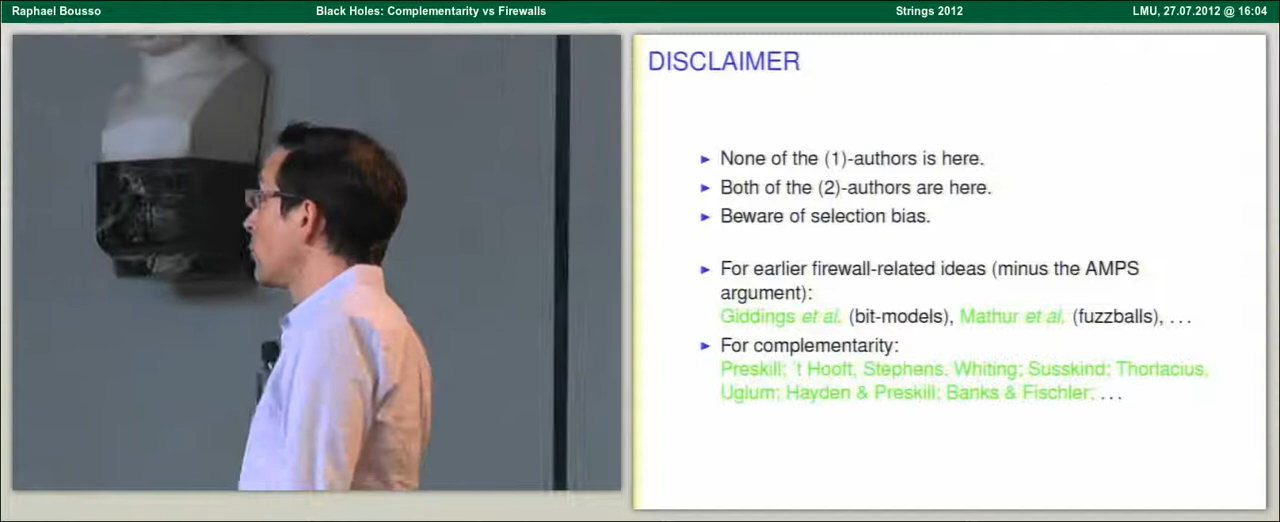 Raphael Bousso Black Holes: Complementarity vs Firewalls Strings 2012 LMU, 27.07.2012 @ 16:04
DISCLAIMER
► None of the (1)-authors is here.
► Both of the (2)-authors are here.
► Beware of selection bias.
► For earlier firewall-related ideas (minus the AMPS
argument):
Giddings et al. (bit-models), Mathur et al. (fuzzballs), ...
► For complementarity:
Preskill; 't Hooft, Stephens, Whiting; Susskind; Thorlacius,
Uglum; Hayden & Preskill; Banks & Fischler; ...